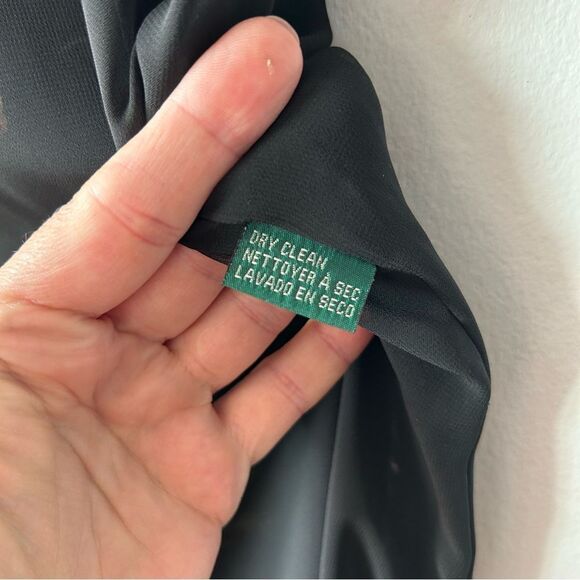 DRY CLEAN
NETTOYER À SEC
LAVADO EN SECO